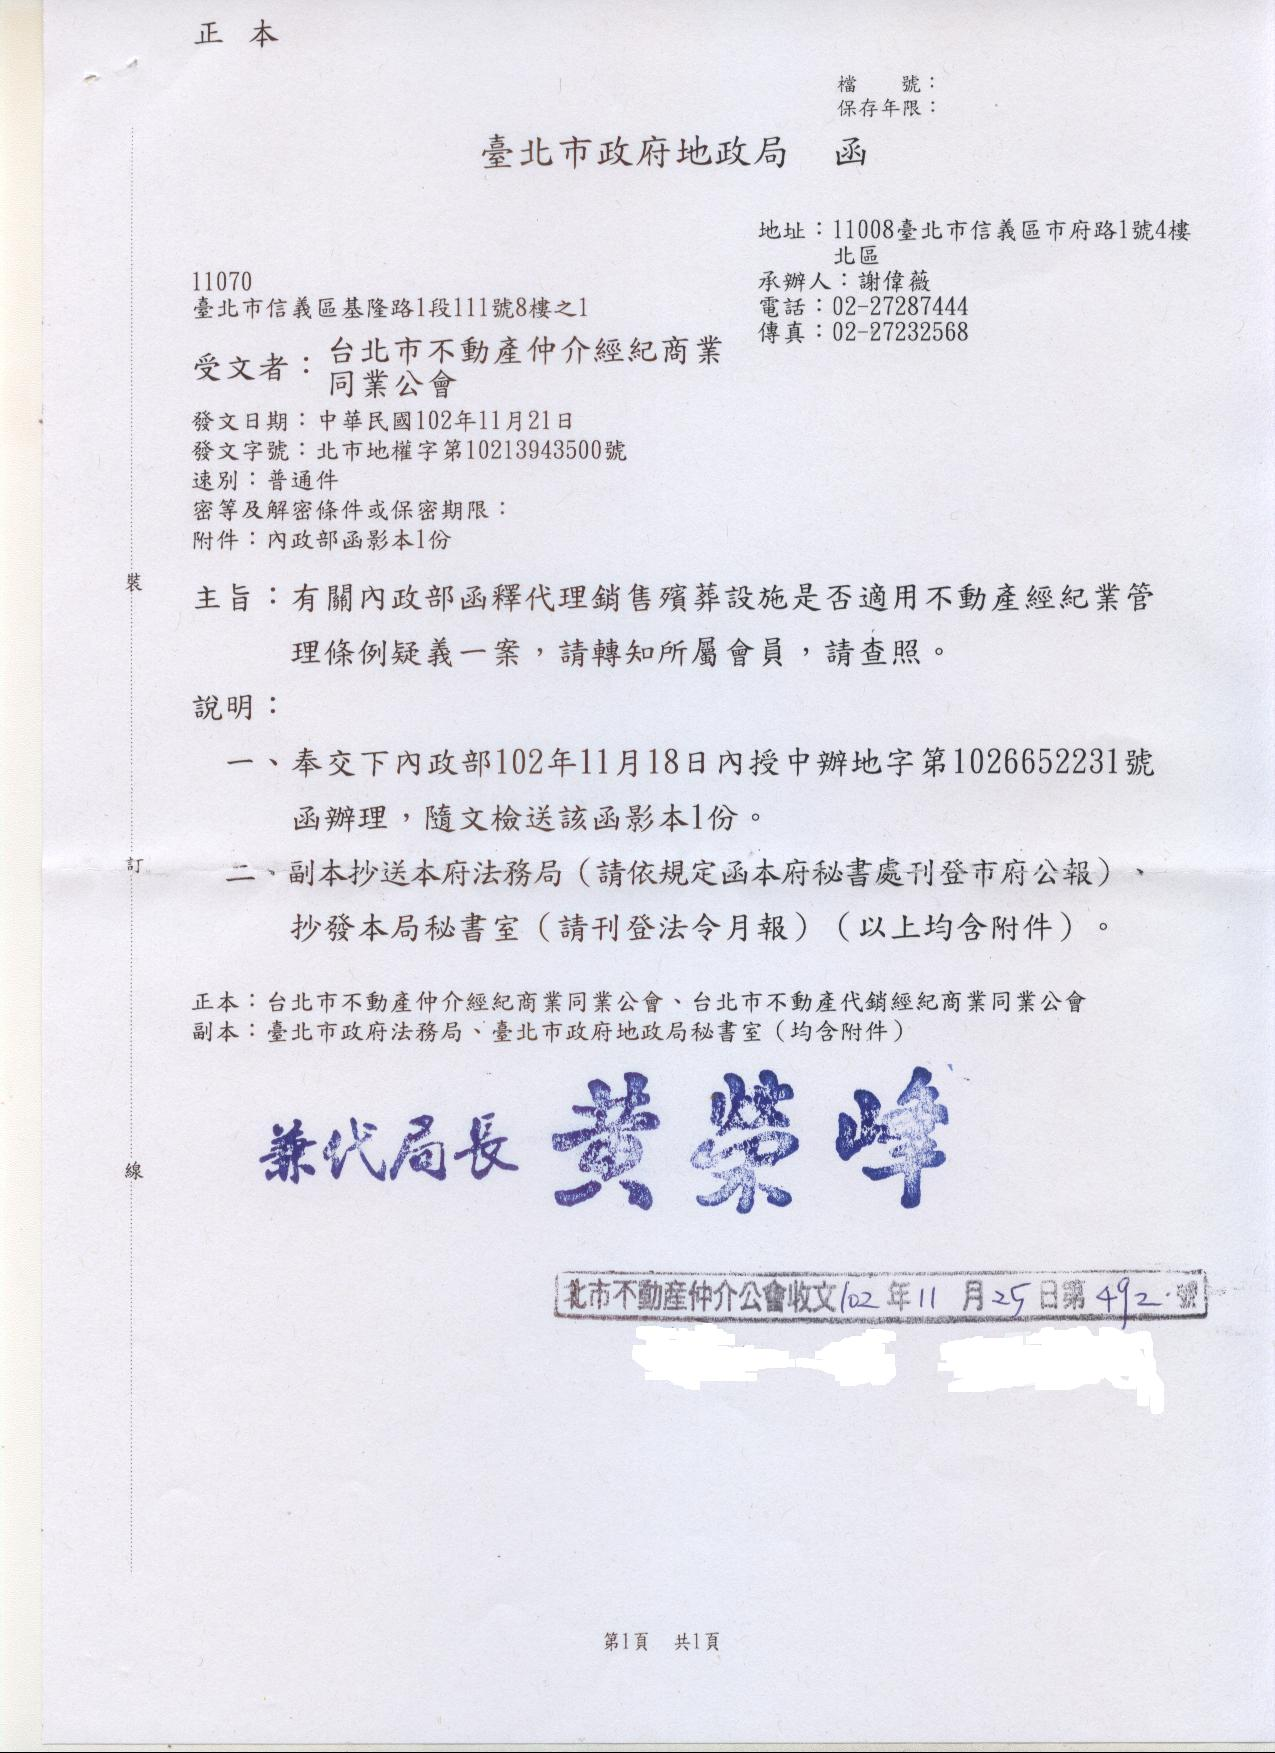 正 本
檔 號：
保存年限：
臺北市政府地政局 函
地址：11008臺北市信義區市府路1號4樓
北區
承辦人：謝偉薇
電話：02-27287444
傳真：02-27232568
11070
臺北市信義區基隆路1段111號8樓之1
受文者：台北市不動產仲介經紀商業
同業公會
發文日期：中華民國102年11月21日
發文字號：北市地權字第10213943500號
速別：普通件
密等及解密條件或保密期限：
附件：內政部函影本1份
主旨：有關內政部函釋代理銷售殯葬設施是否適用不動產經紀業管
理條例疑義一案，請轉知所屬會員，請查照。
說明：
一、奉交下內政部102年11月18日內授中辦地字第1026652231號
函辦理，隨文檢送該函影本1份。
二、副本抄送本府法務局（請依規定函本府秘書處刊登市府公報）、
抄發本局秘書室（請刊登法令月報）（以上均含附件）。
正本：台北市不動產仲介經紀商業同業公會、台北市不動產代銷經紀商業同業公會
副本：臺北市政府法務局、臺北市政府地政局秘書室（均含附件）
兼代局長 黃榮峰
北市不動產仲介公會收文102年11月25日第492號
裝
訂
線
第1頁 共1頁